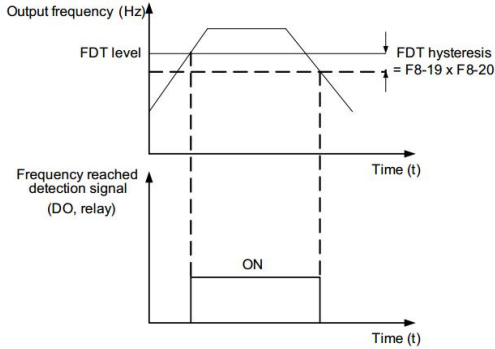 Output frequency (Hz)
FDT level
FDT hysteresis
= F8-19 x F8-20
Time (t)
Frequency reached
detection signal
(DO, relay)
ON
Time (t)